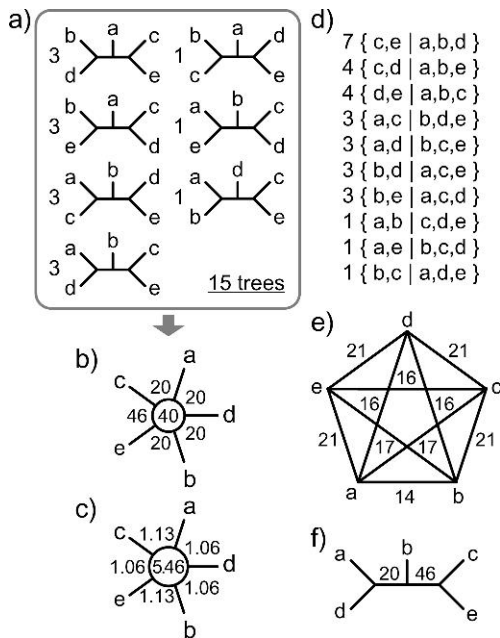 a)
b a c
3
d e
b a d
1
c e
b a c
3
e d
a b e
1
c d
a b d
3
c e
a d c
1
b e
a b c
3
d e
15 trees
b)
a
c 20 20
46 40 d
e 20 20
b
c)
a
c 1.13 1.06
1.06 5.46 d
e 1.13 1.06
b
d)
7 { c,e | a,b,d }
4 { c,d | a,b,e }
4 { d,e | a,b,c }
3 { a,c | b,d,e }
3 { a,d | b,c,e }
3 { b,d | a,c,e }
3 { b,e | a,c,d }
1 { a,b | c,d,e }
1 { a,e | b,c,d }
1 { b,c | a,d,e }
e)
d
21 21
e 16 c
16 16
21 17 17 21
a 14 b
f)
a b c
20 46
d e